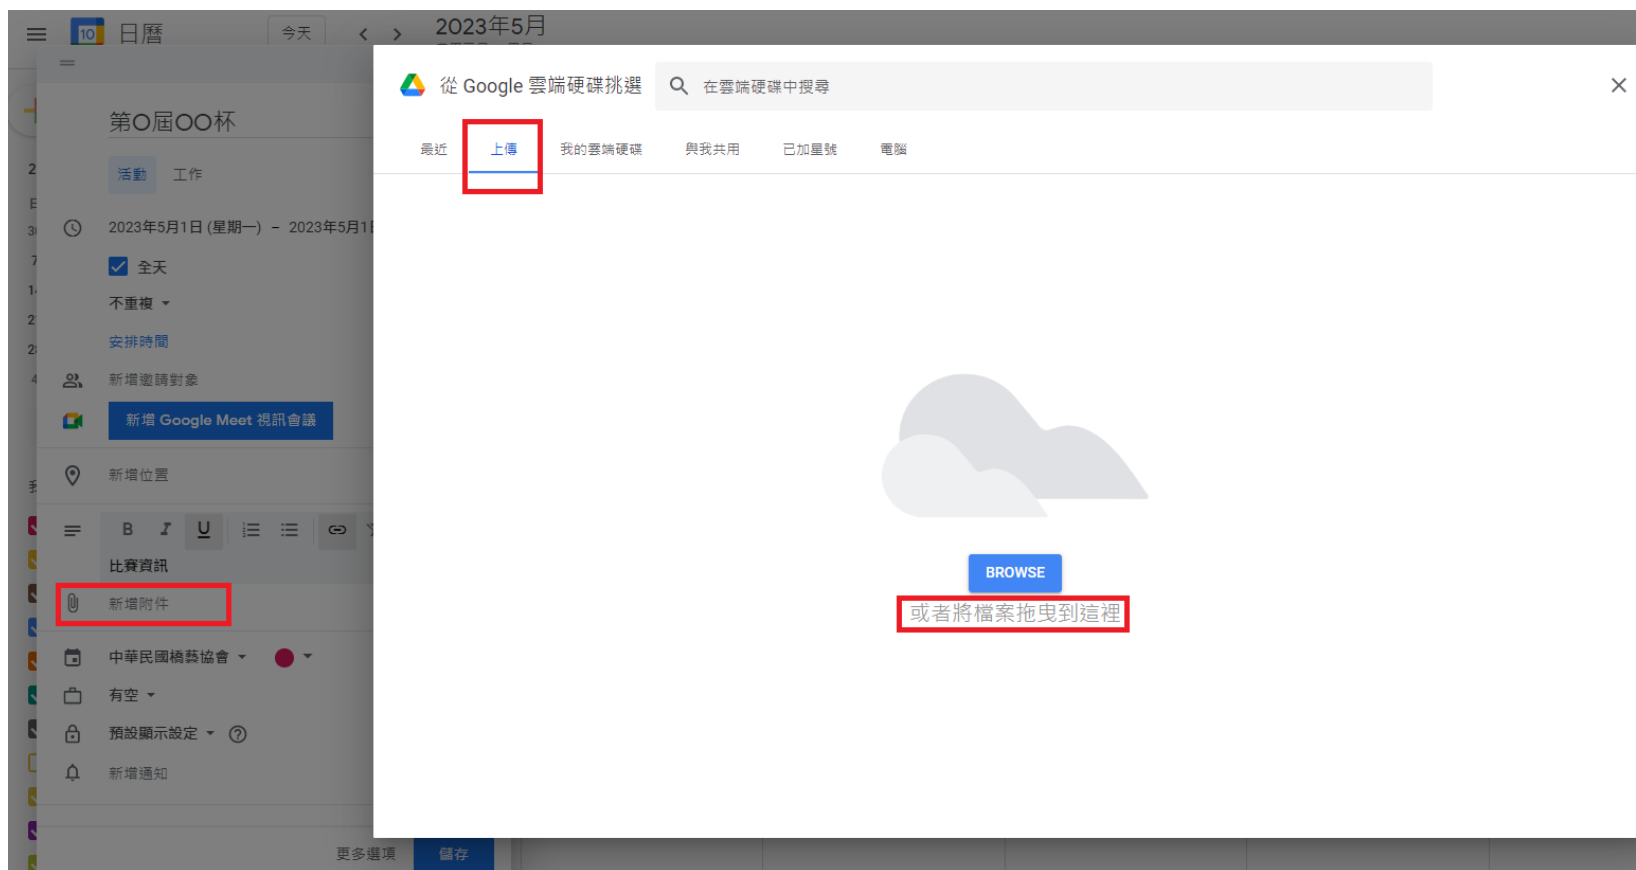 10 日曆 今天 2023年5月
從 Google 雲端硬碟挑選 在雲端硬碟中搜尋
最近 上傳 我的雲端硬碟 與我共用 已加星號 電腦
BROWSE
或者將檔案拖曳到這裡
第O屆OO杯
活動 工作
2023年5月1日 (星期一) – 2023年5月1日
全天
不重複
安排時間
新增邀請對象
新增 Google Meet 視訊會議
新增位置
B I U
比賽資訊
新增附件
中華民國橋藝協會
有空
預設顯示設定
新增通知
更多選項 儲存